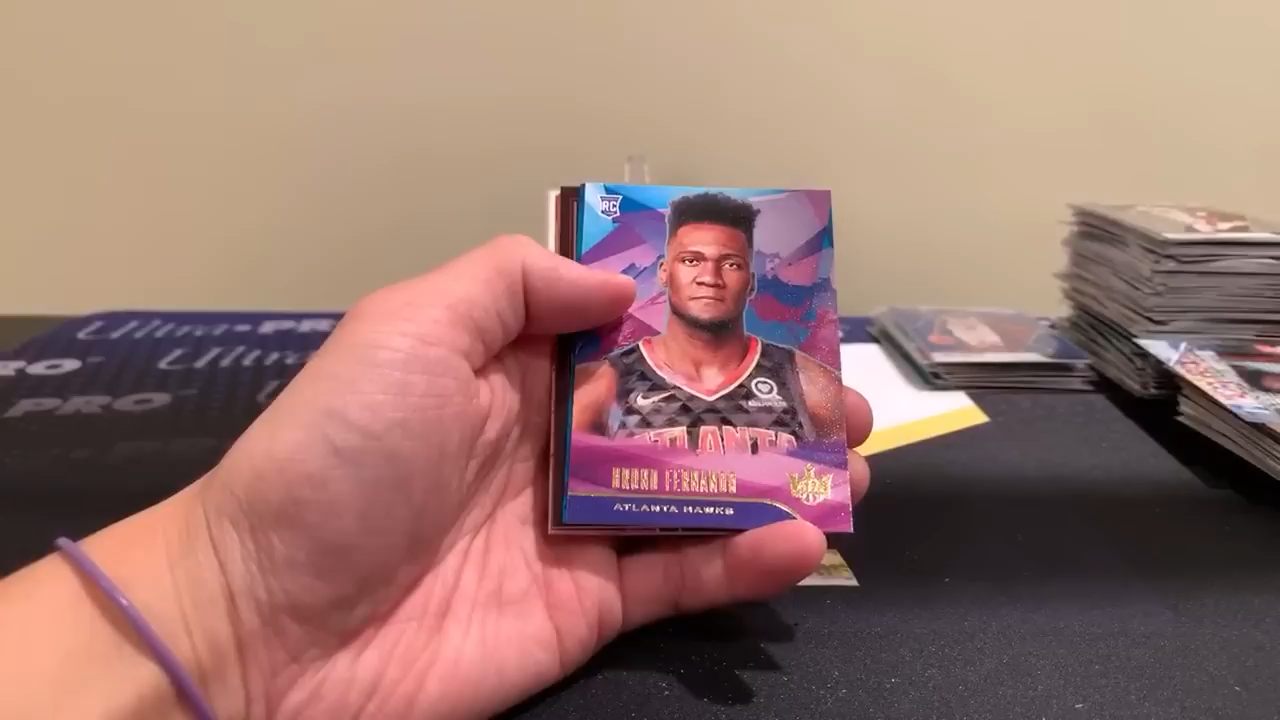 RC
ATLANTA
BRUNO FERNANDO
ATLANTA HAWKS
Ultra·PRO
Ultra
PRO
PRO